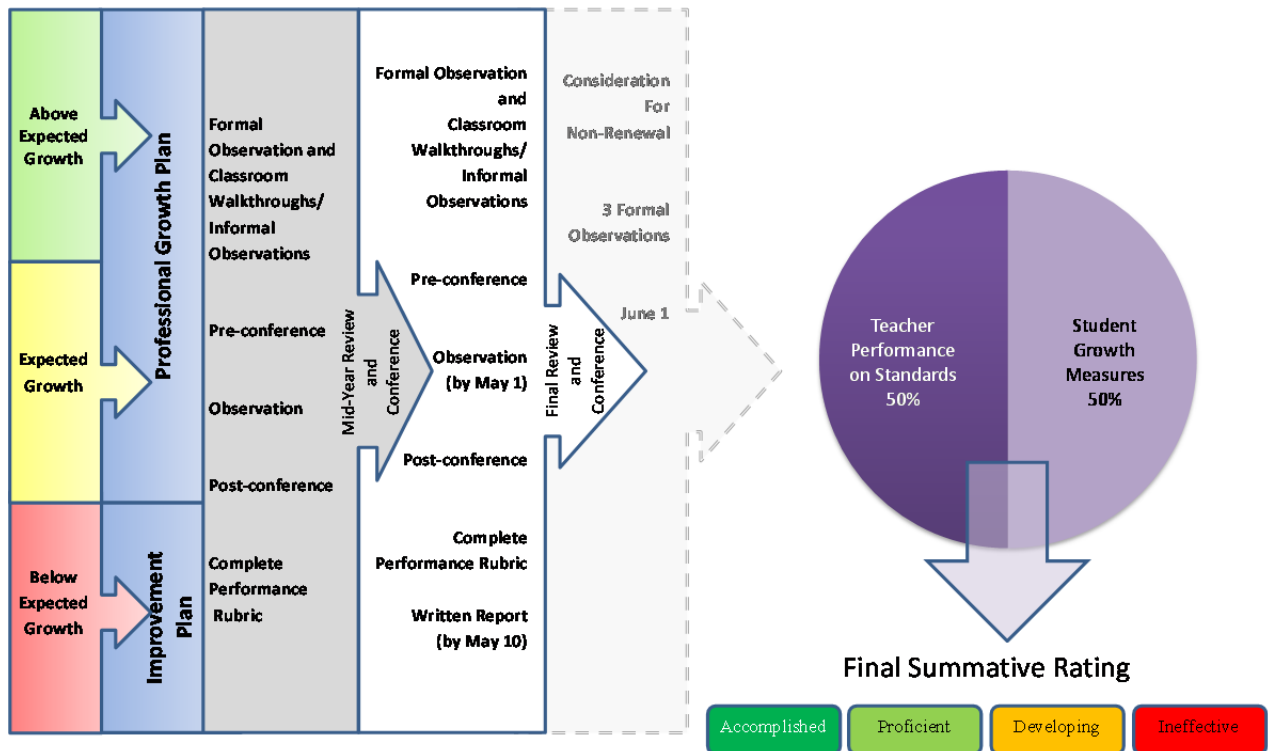 Above
Expected
Growth
Expected
Growth
Below
Expected
Growth
Professional Growth Plan
Improvement
Plan
Formal
Observation and
Classroom
Walkthroughs/
Informal
Observations
Pre-conference
Observation
Post-conference
Complete
Performance
Rubric
Mid-Year Review
and
Conference
Formal Observation
and
Classroom
Walkthroughs/
Informal
Observations
Pre-conference
Observation
(by May 1)
Post-conference
Complete
Performance Rubric
Written Report
(by May 10)
Final Review
and
Conference
Consideration
For
Non-Renewal
3 Formal
Observations
June 1
Teacher
Performance
on Standards
50%
Student
Growth
Measures
50%
Final Summative Rating
Accomplished
Proficient
Developing
Ineffective